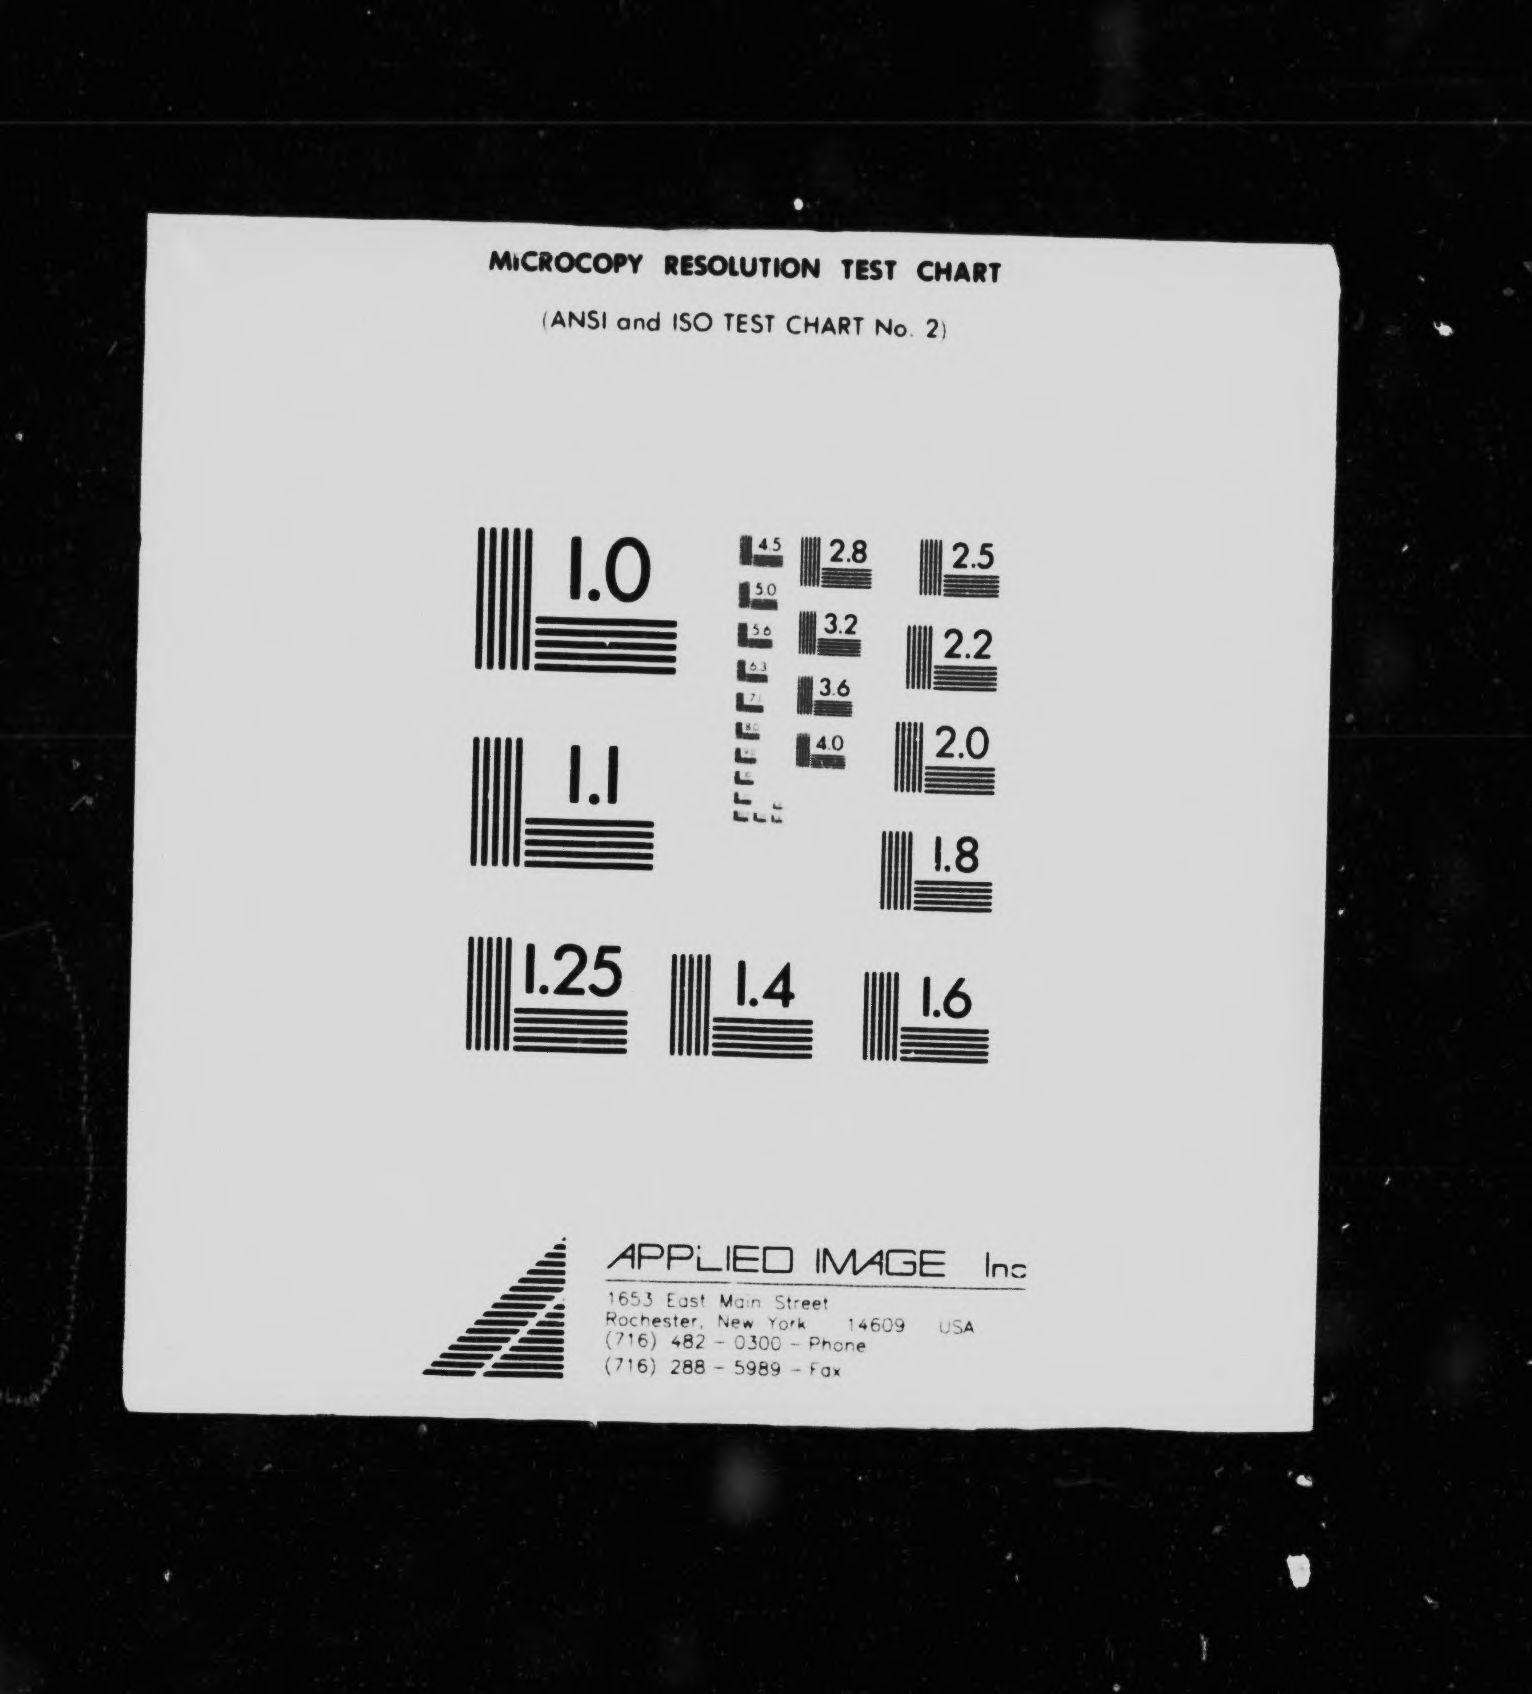 MICROCOPY RESOLUTION TEST CHART
(ANSI and ISO TEST CHART No. 2)
1.0
1.1
1.25
1.4
1.6
1.8
2.0
2.2
2.5
2.8
3.2
3.6
4.0
4.5
5.0
5.6
6.3
7.1
8.0
APPLIED IMAGE Inc
1653 East Main Street
Rochester, New York 14609 USA
(716) 482 - 0300 - Phone
(716) 288 - 5989 - Fax